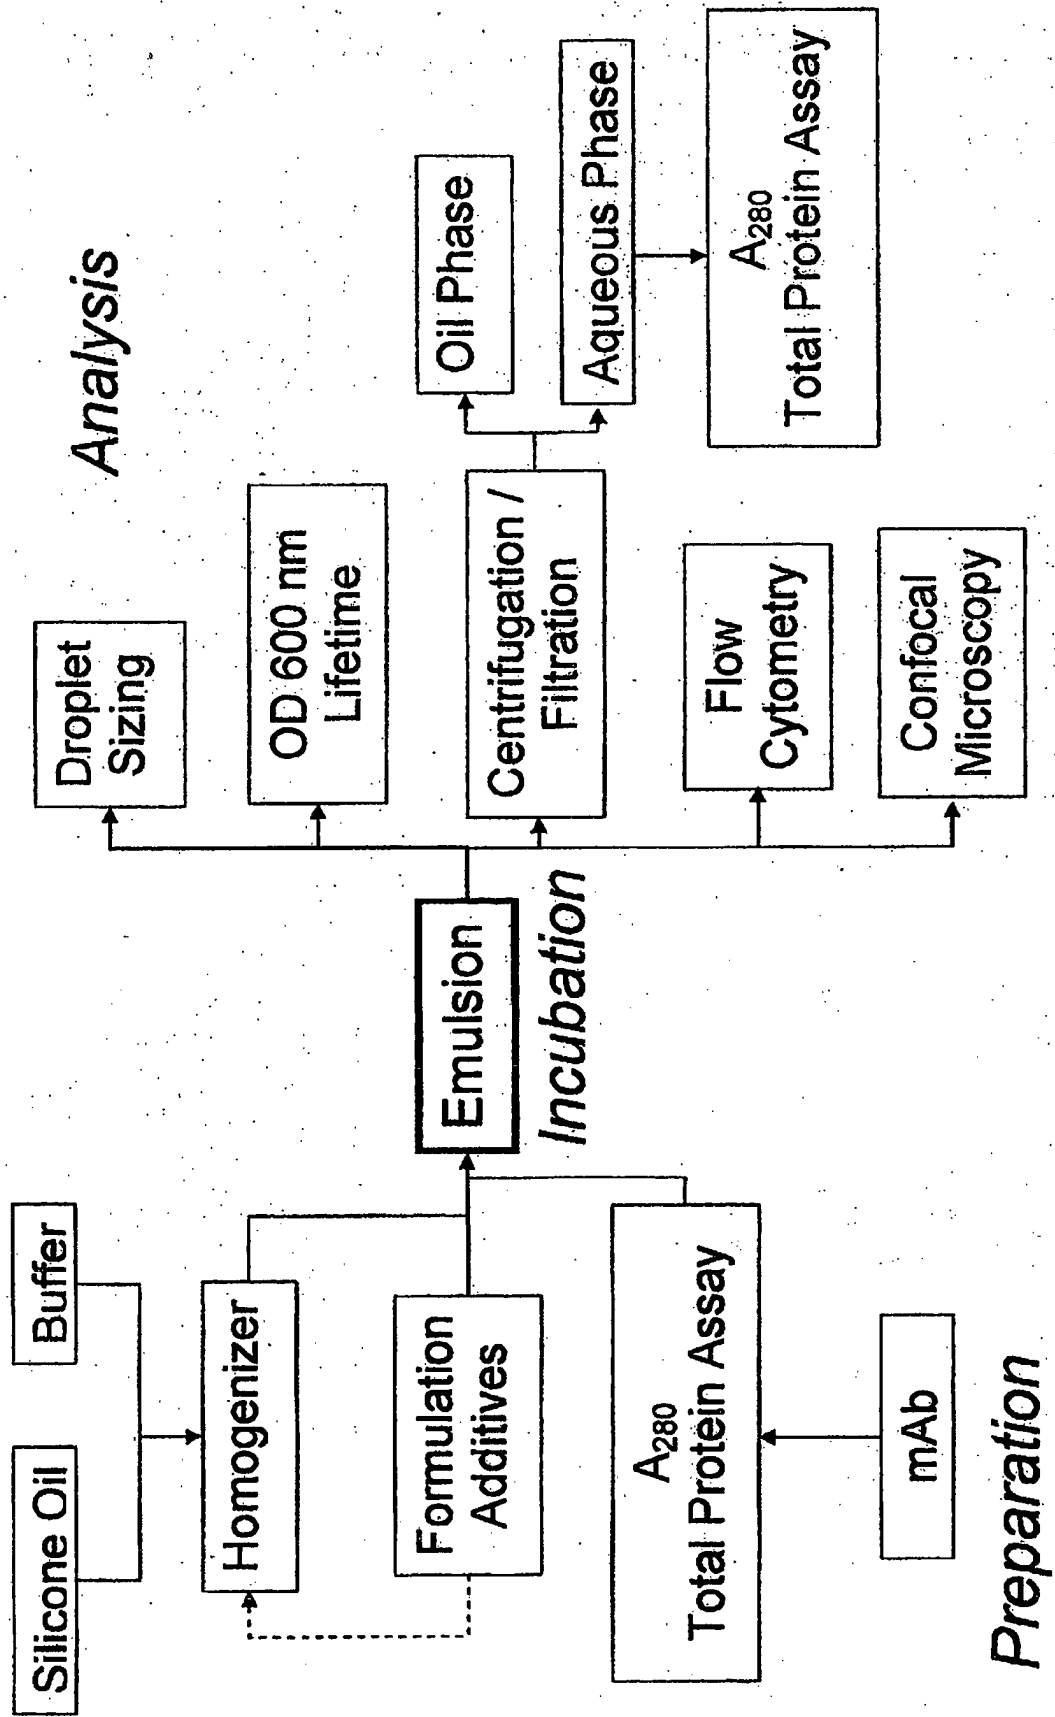 Silicone Oil
Buffer
Homogenizer
Formulation
Additives
A280
Total Protein Assay
mAb
Preparation
Emulsion
Incubation
Analysis
Droplet
Sizing
OD 600 nm
Lifetime
Centrifugation /
Filtration
Flow
Cytometry
Confocal
Microscopy
Oil Phase
Aqueous Phase
A280
Total Protein Assay